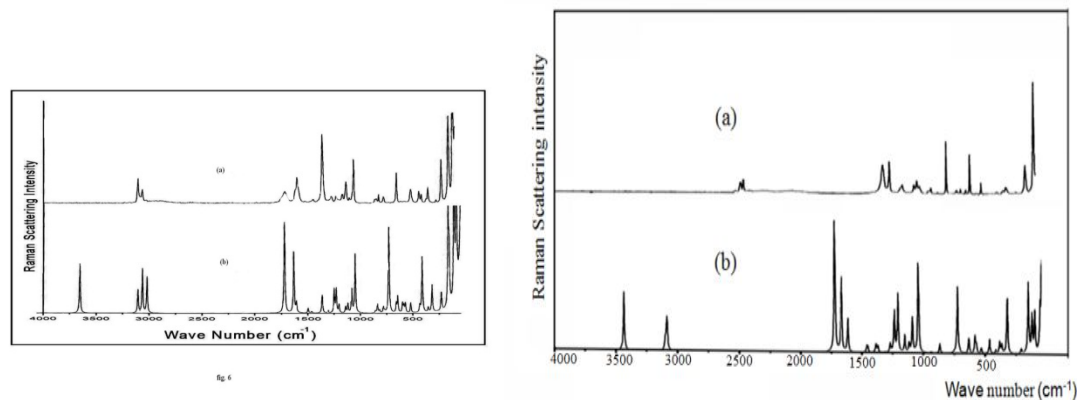 Raman Scattering Intensity
(a)
(b)
4000 3500 3000 2500 2000 1500 1000 500
Wave Number (cm-1)
fig. 6
Raman Scattering intensity
(a)
(b)
4000 3500 3000 2500 2000 1500 1000 500
Wave number (cm-1)